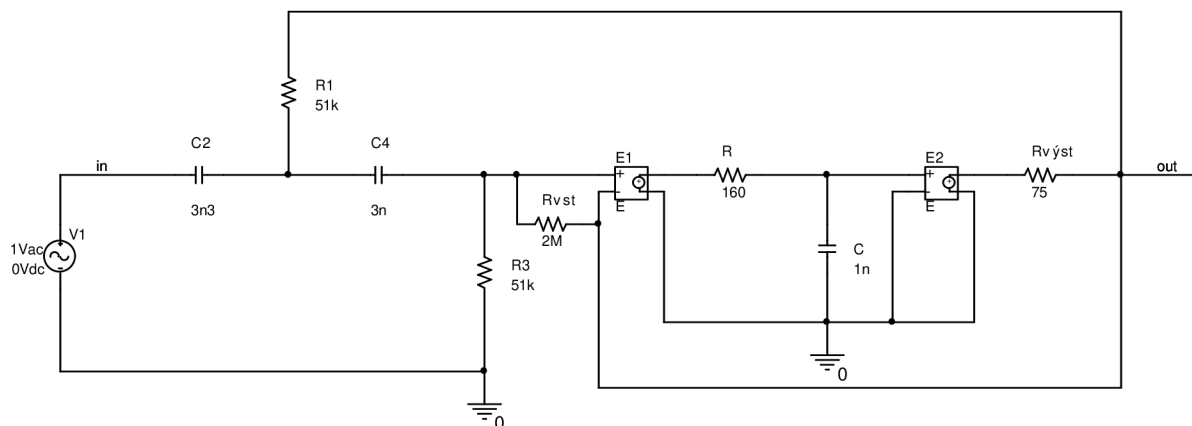 R1
51k
C2
C4
in
3n3
3n
E1
E
R
160
E2
E
Rvýst
75
out
Rvst
2M
V1
1Vac
0Vdc
R3
51k
C
1n
0
0